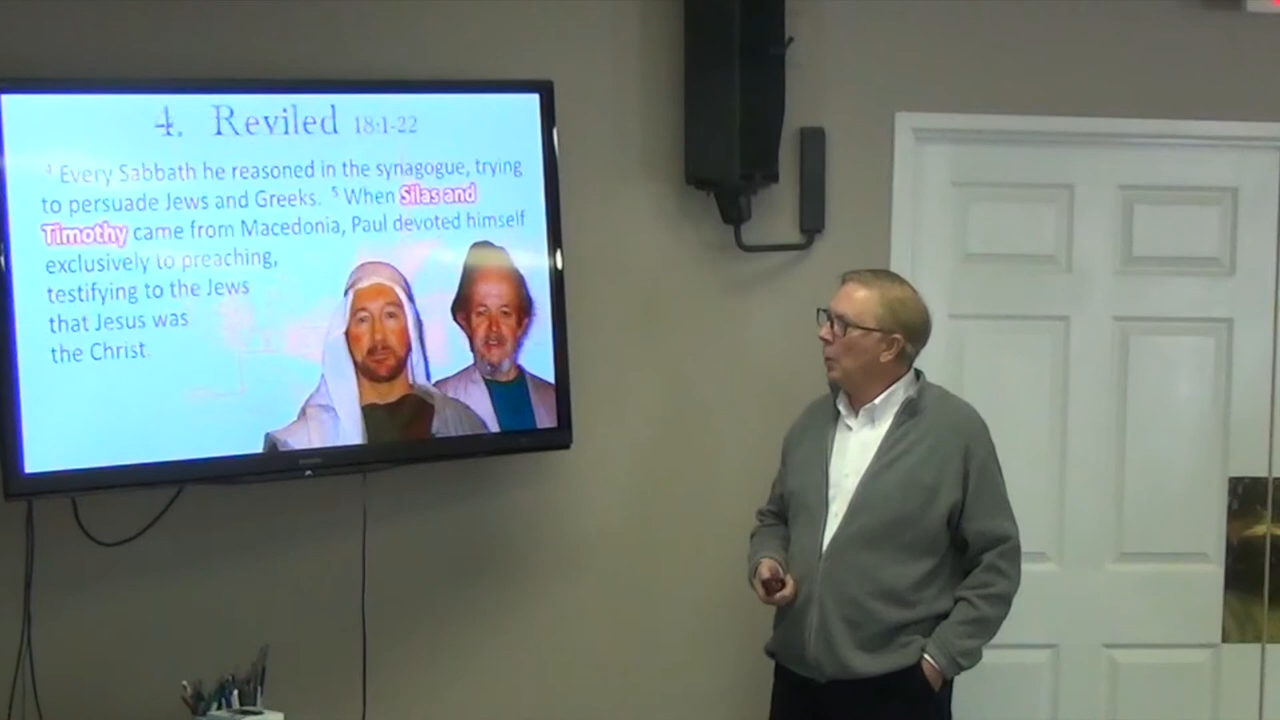 4. Reviled 18:1-22
4 Every Sabbath he reasoned in the synagogue, trying
to persuade Jews and Greeks. 5 When Silas and
Timothy came from Macedonia, Paul devoted himself
exclusively to preaching,
testifying to the Jews
that Jesus was
the Christ.